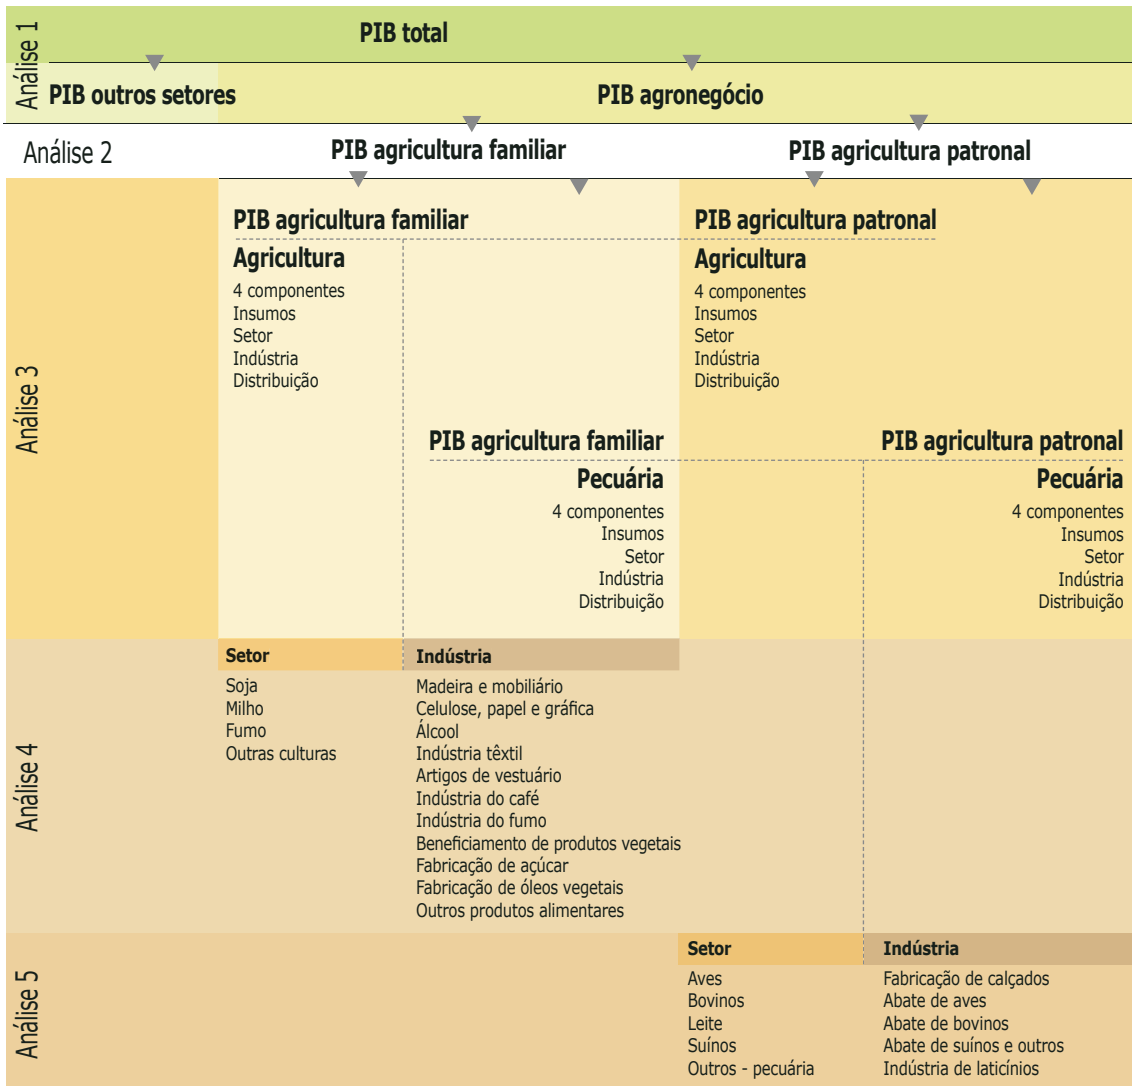 Análise 1
PIB total
PIB outros setores
PIB agronegócio
Análise 2
PIB agricultura familiar
PIB agricultura patronal
Análise 3
PIB agricultura familiar
Agricultura
4 componentes
Insumos
Setor
Indústria
Distribuição
PIB agricultura familiar
Pecuária
4 componentes
Insumos
Setor
Indústria
Distribuição
PIB agricultura patronal
Agricultura
4 componentes
Insumos
Setor
Indústria
Distribuição
PIB agricultura patronal
Pecuária
4 componentes
Insumos
Setor
Indústria
Distribuição
Análise 4
Setor
Soja
Milho
Fumo
Outras culturas
Indústria
Madeira e mobiliário
Celulose, papel e gráfica
Álcool
Indústria têxtil
Artigos de vestuário
Indústria do café
Indústria do fumo
Beneficiamento de produtos vegetais
Fabricação de açúcar
Fabricação de óleos vegetais
Outros produtos alimentares
Análise 5
Setor
Aves
Bovinos
Leite
Suínos
Outros - pecuária
Indústria
Fabricação de calçados
Abate de aves
Abate de bovinos
Abate de suínos e outros
Indústria de laticínios